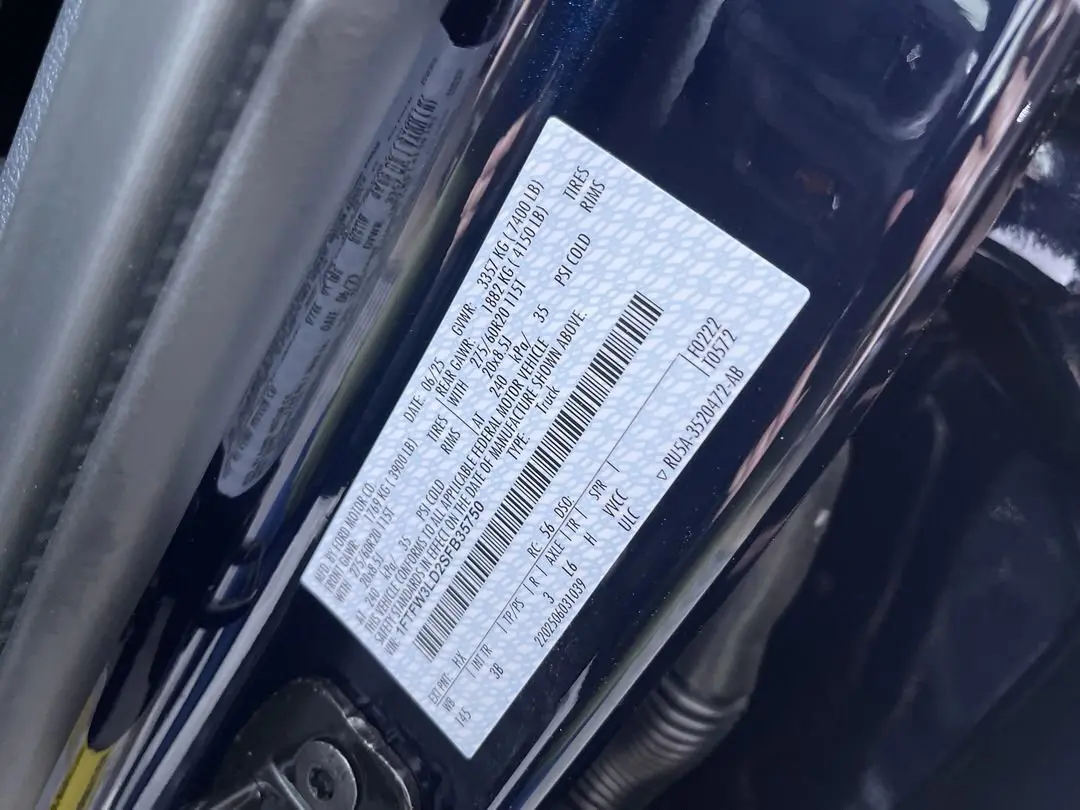 MFD. BY FORD MOTOR CO. DATE: 06/25 GVWR: 3357 KG ( 7400 LB)
FRONT GAWR: 1769 KG ( 3900 LB) REAR GAWR: 1882 KG ( 4150 LB)
WITH 275/60R20 115T TIRES WITH 275/60R20 115T TIRES
20x8.5J RIMS 20x8.5J RIMS
AT 240 kPa/ 35 PSI COLD AT 240 kPa/ 35 PSI COLD
THIS VEHICLE CONFORMS TO ALL APPLICABLE FEDERAL MOTOR VEHICLE
SAFETY STANDARDS IN EFFECT ON THE DATE OF MANUFACTURE SHOWN ABOVE.
VIN: 1FTFW3LD2SFB35750 TYPE: Truck
EXT PNT: HX RC: 56 DSO: F0222
WB INT TR TP/PS R AXLE TR SPR T0572
145 3B 3 L6 H VVCC
2202506031039 ULC RU5A-3520472-AB